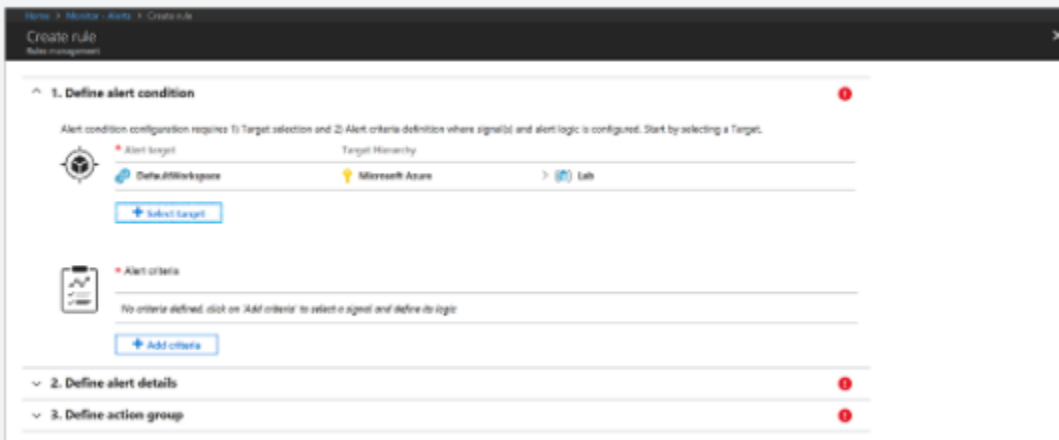 Home > Monitor - Alerts > Create rule
Create rule
Rules management
1. Define alert condition
Alert condition configuration requires 1) Target selection and 2) Alert criteria definition where signal(s) and alert logic is configured. Start by selecting a Target.
* Alert target Target Hierarchy
DefaultWorkspace Microsoft Azure > Lab
+ Select target
* Alert criteria
No criteria defined, click on 'Add criteria' to select a signal and define its logic
+ Add criteria
2. Define alert details
3. Define action group